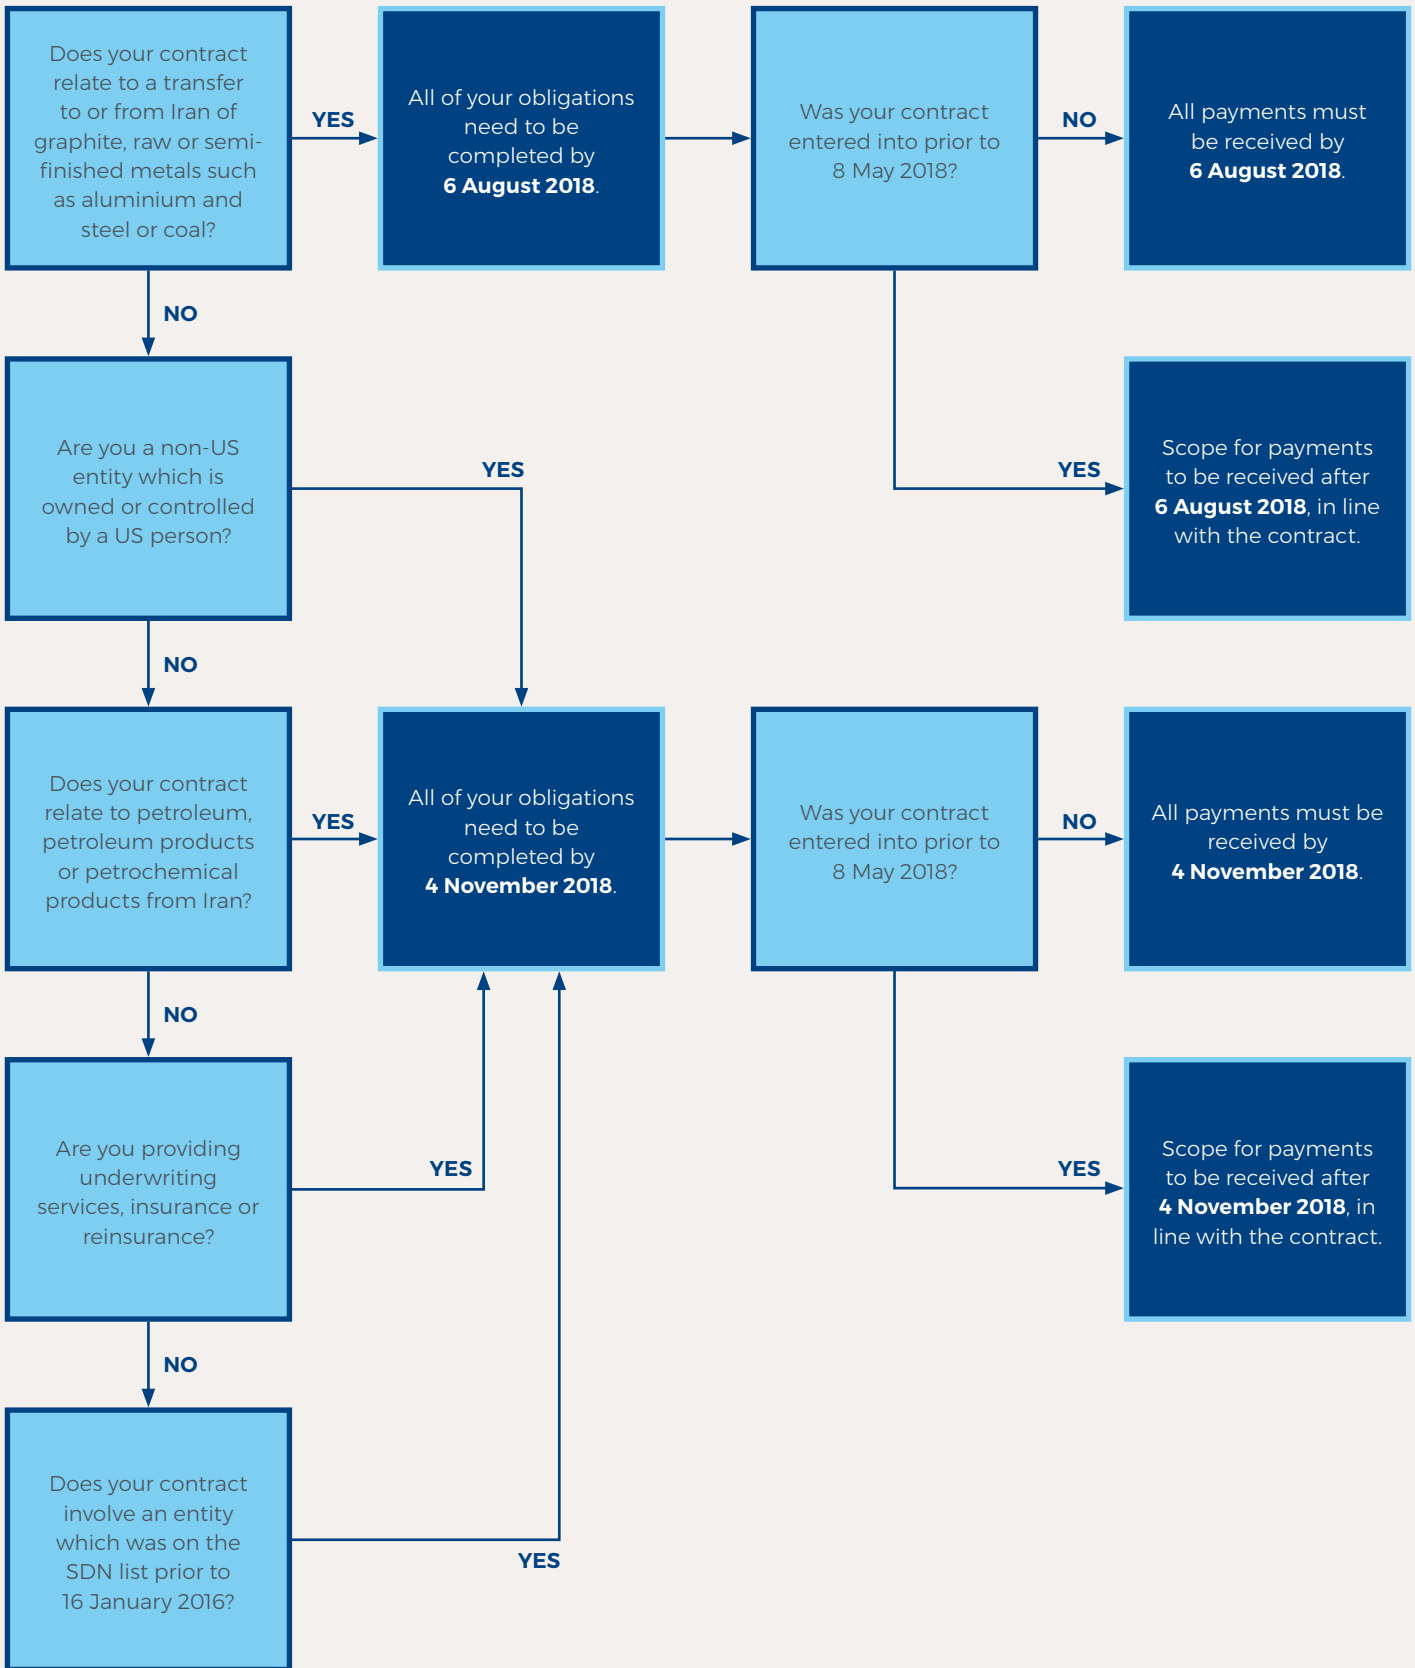 Does your contract
relate to a transfer
to or from Iran of
graphite, raw or semi-
finished metals such
as aluminium and
steel or coal?
YES
All of your obligations
need to be
completed by
6 August 2018.
Was your contract
entered into prior to
8 May 2018?
NO
All payments must
be received by
6 August 2018.
NO
Are you a non-US
entity which is
owned or controlled
by a US person?
YES
YES
Scope for payments
to be received after
6 August 2018, in line
with the contract.
NO
Does your contract
relate to petroleum,
petroleum products
or petrochemical
products from Iran?
YES
All of your obligations
need to be
completed by
4 November 2018.
Was your contract
entered into prior to
8 May 2018?
NO
All payments must be
received by
4 November 2018.
NO
Are you providing
underwriting
services, insurance or
reinsurance?
YES
YES
Scope for payments
to be received after
4 November 2018, in
line with the contract.
NO
Does your contract
involve an entity
which was on the
SDN list prior to
16 January 2016?
YES